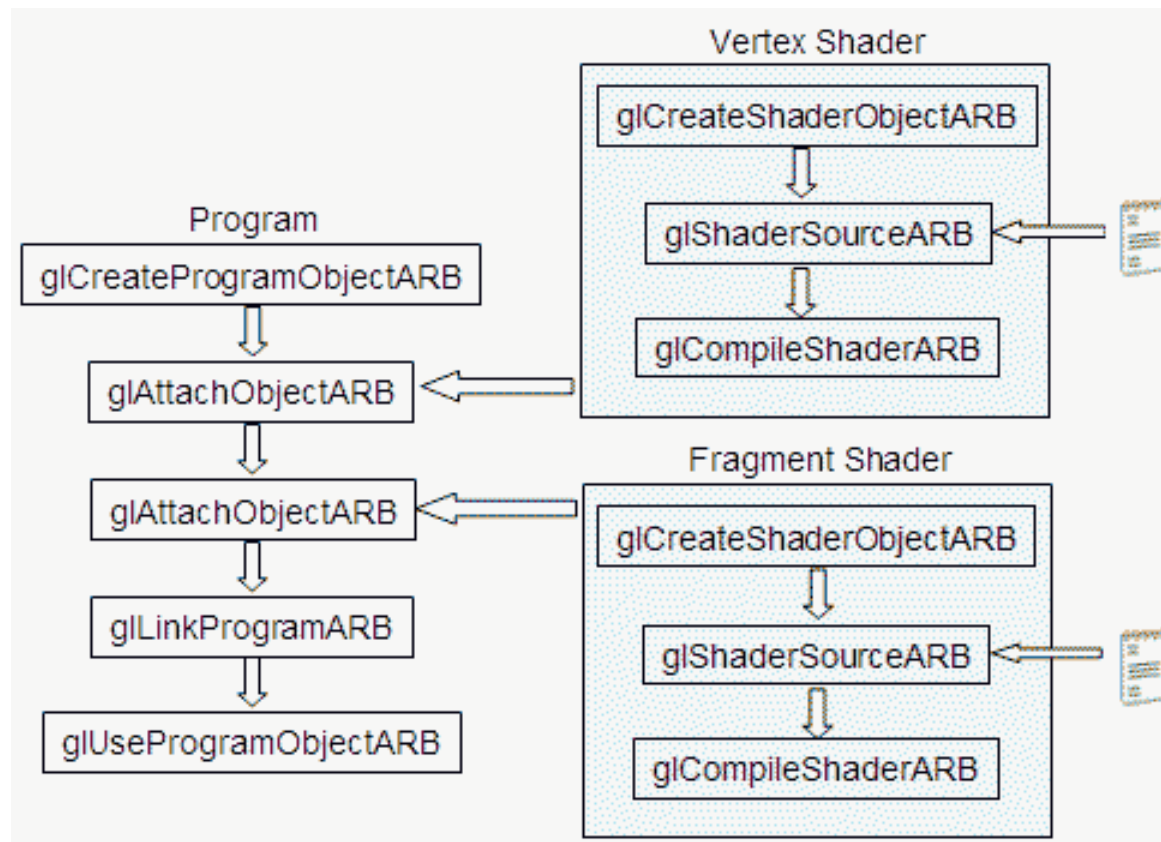 Vertex Shader
glCreateShaderObjectARB
glShaderSourceARB
glCompileShaderARB
Program
glCreateProgramObjectARB
glAttachObjectARB
glAttachObjectARB
glLinkProgramARB
glUseProgramObjectARB
Fragment Shader
glCreateShaderObjectARB
glShaderSourceARB
glCompileShaderARB